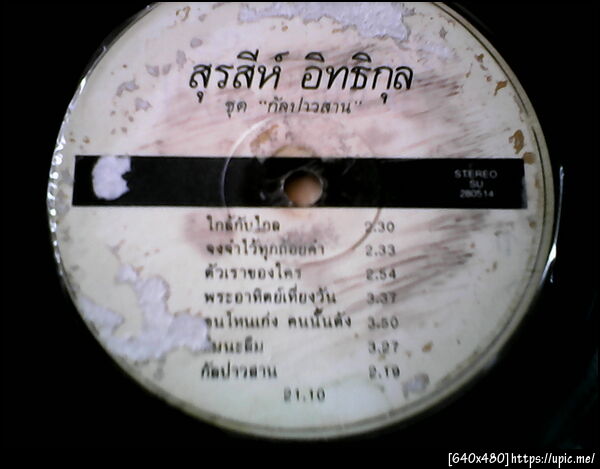 สุรสีห์ อิทธิกุล
ชุด "กัลปาวสาน"
STEREO
SU
280514
ใกล้กับไกล 2.30
จงจำไว้ทุกถ้อยคำ 2.33
ตัวเราของใคร 2.54
พระอาทิตย์เที่ยงวัน 3.37
คนไหนเก่ง คนนั้นดัง 3.50
3.27
กัลปาวสาน 2.19
21.10
[640x480]https://upic.me/